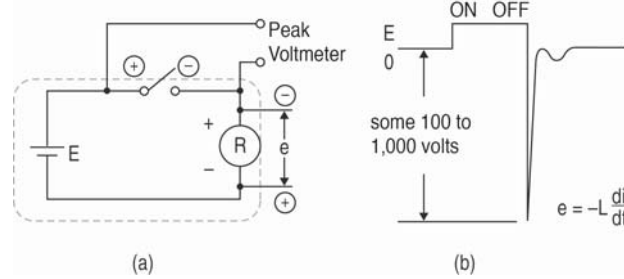 Peak
Voltmeter
+ −
E
+
R
−
−
e
+
(a)
ON OFF
E
0
some 100 to
1,000 volts
e = –L di
dt
(b)